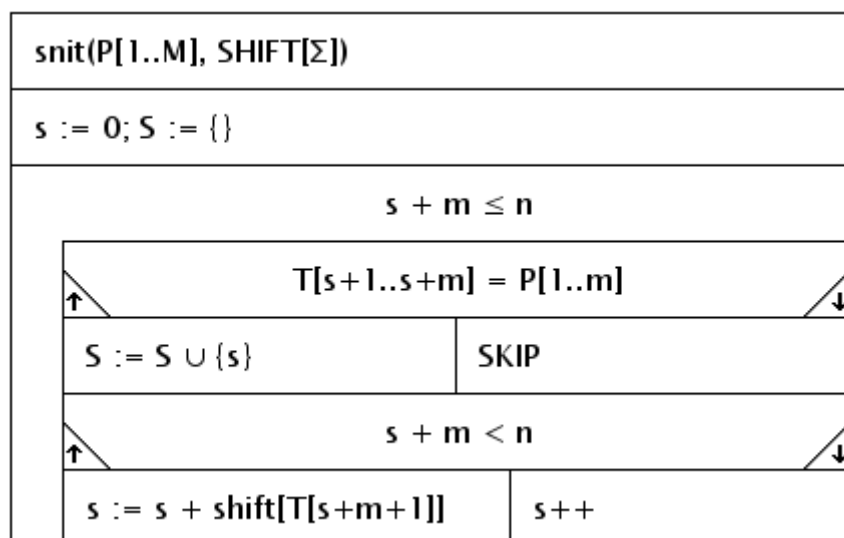 snit(P[1..M], SHIFT[Σ])
s := 0; S := {}
s + m ≤ n
T[s+1..s+m] = P[1..m]
↑ ↓
S := S ∪ {s} SKIP
s + m < n
↑ ↓
s := s + shift[T[s+m+1]] s++